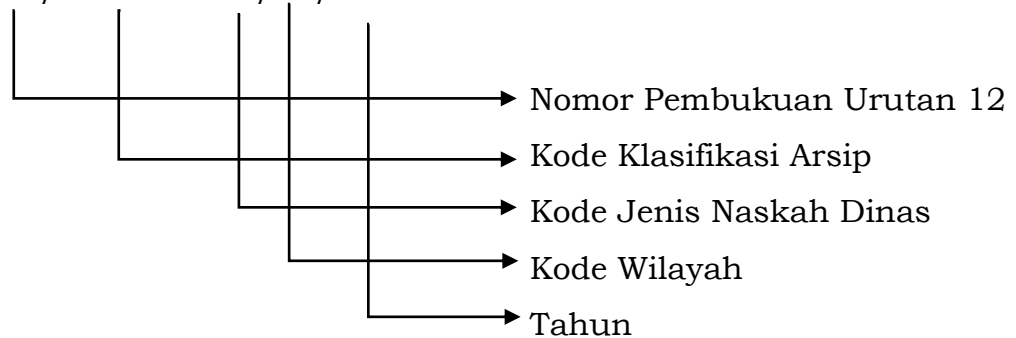 Nomor Pembukuan Urutan 12
Kode Klasifikasi Arsip
Kode Jenis Naskah Dinas
Kode Wilayah
Tahun